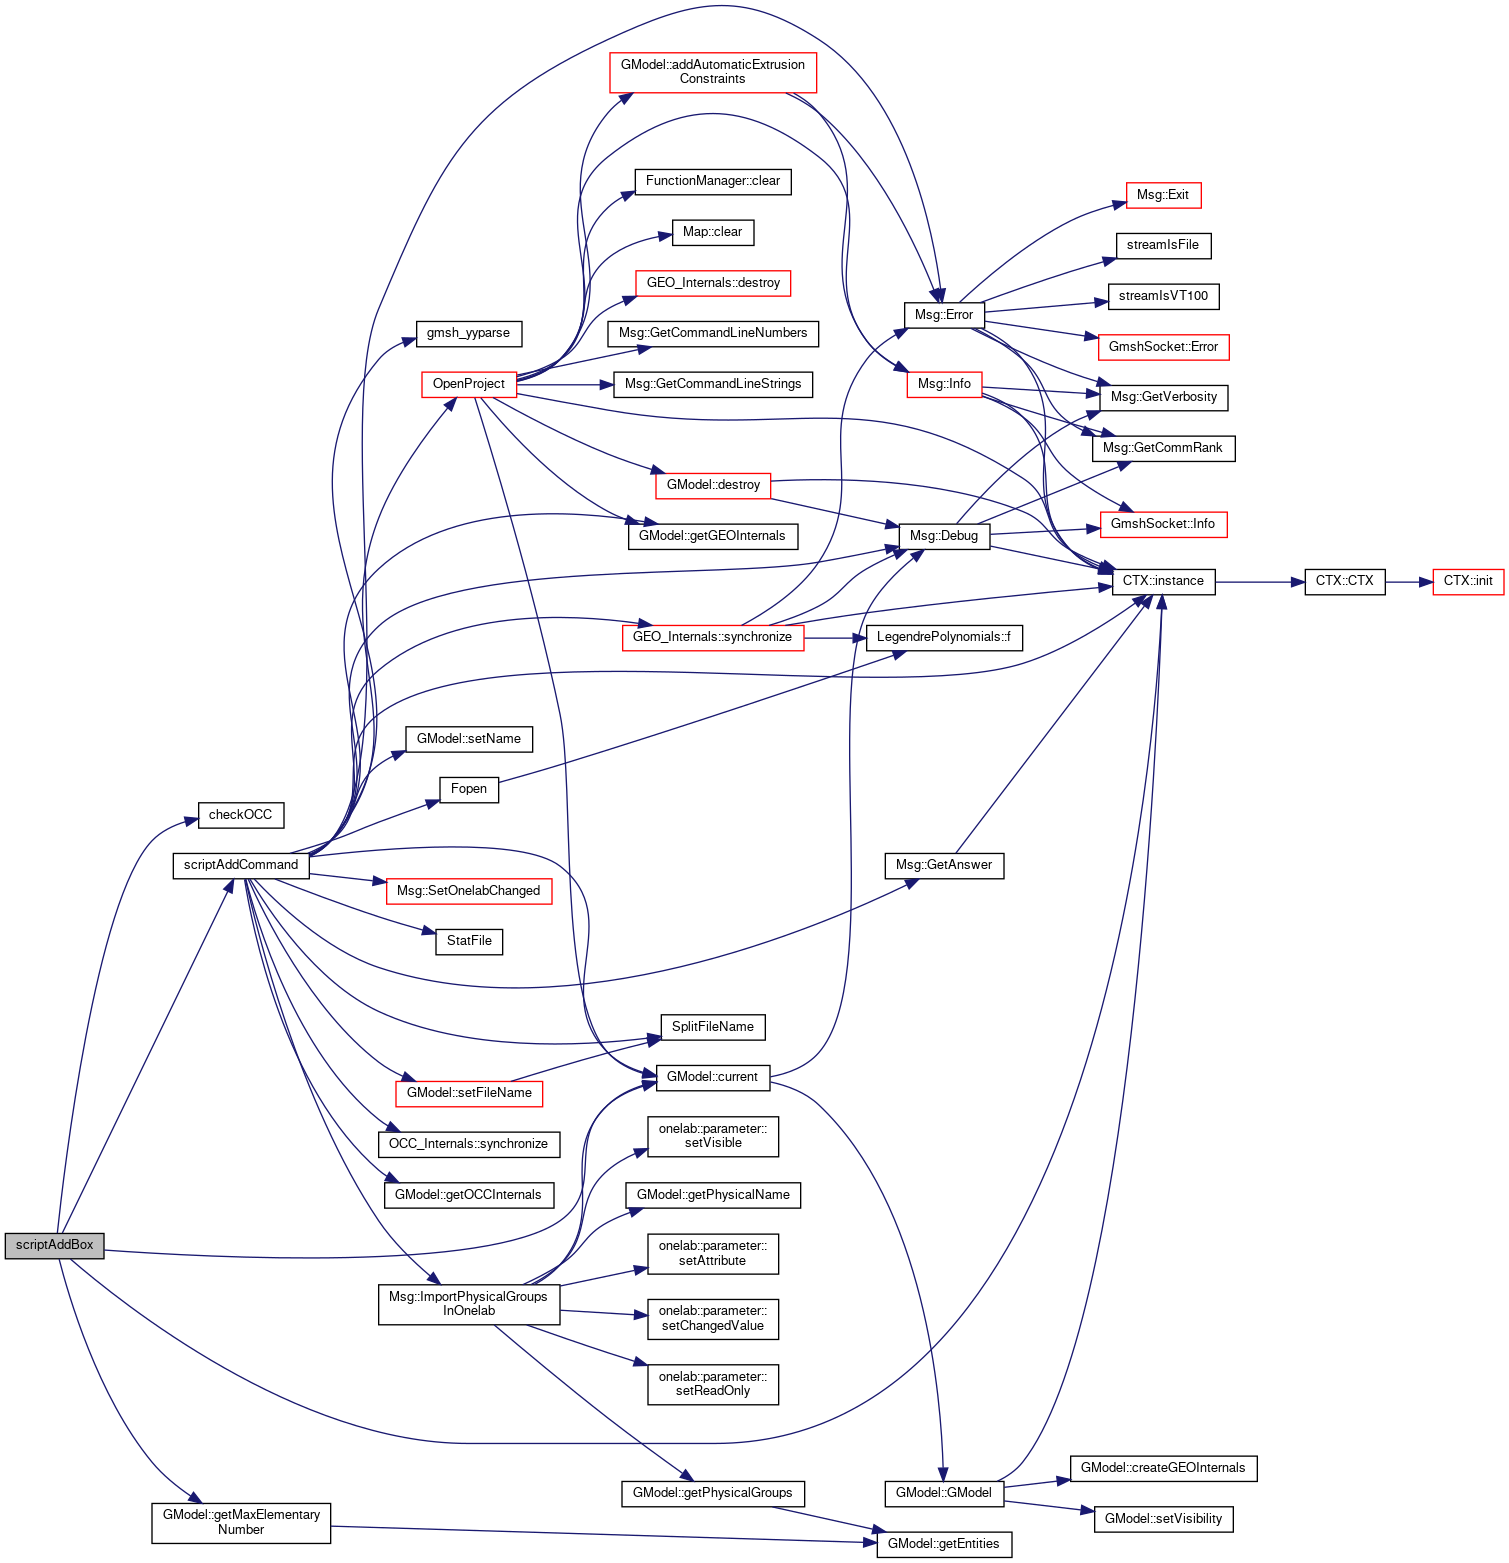 GModel::addAutomaticExtrusion
Constraints
FunctionManager::clear
Msg::Exit
Map::clear
streamIsFile
GEO_Internals::destroy
streamIsVT100
Msg::Error
gmsh_yyparse
Msg::GetCommandLineNumbers
GmshSocket::Error
OpenProject
Msg::GetCommandLineStrings
Msg::Info
Msg::GetVerbosity
Msg::GetCommRank
GModel::destroy
GModel::getGEOInternals
Msg::Debug
GmshSocket::Info
CTX::instance
CTX::CTX
CTX::init
GEO_Internals::synchronize
LegendrePolynomials::f
GModel::setName
Fopen
checkOCC
scriptAddCommand
Msg::GetAnswer
Msg::SetOnelabChanged
StatFile
SplitFileName
GModel::current
GModel::setFileName
OCC_Internals::synchronize
onelab::parameter::
setVisible
GModel::getOCCInternals
GModel::getPhysicalName
scriptAddBox
onelab::parameter::
setAttribute
Msg::ImportPhysicalGroups
InOnelab
onelab::parameter::
setChangedValue
onelab::parameter::
setReadOnly
GModel::createGEOInternals
GModel::getPhysicalGroups
GModel::GModel
GModel::setVisibility
GModel::getMaxElementary
Number
GModel::getEntities